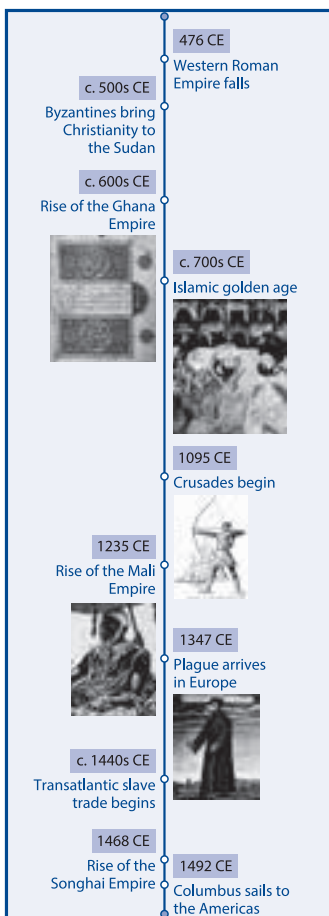 476 CE
Western Roman
Empire falls
c. 500s CE
Byzantines bring
Christianity to
the Sudan
c. 600s CE
Rise of the Ghana
Empire
c. 700s CE
Islamic golden age
1095 CE
Crusades begin
1235 CE
Rise of the Mali
Empire
1347 CE
Plague arrives
in Europe
c. 1440s CE
Transatlantic slave
trade begins
1468 CE
Rise of the
Songhai Empire
1492 CE
Columbus sails to
the Americas